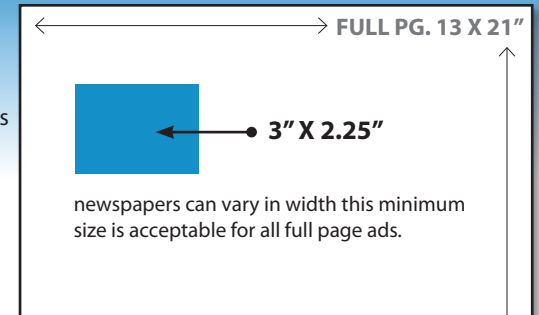 FULL PG. 13 X 21”
s
3” X 2.25”
newspapers can vary in width this minimum
size is acceptable for all full page ads.